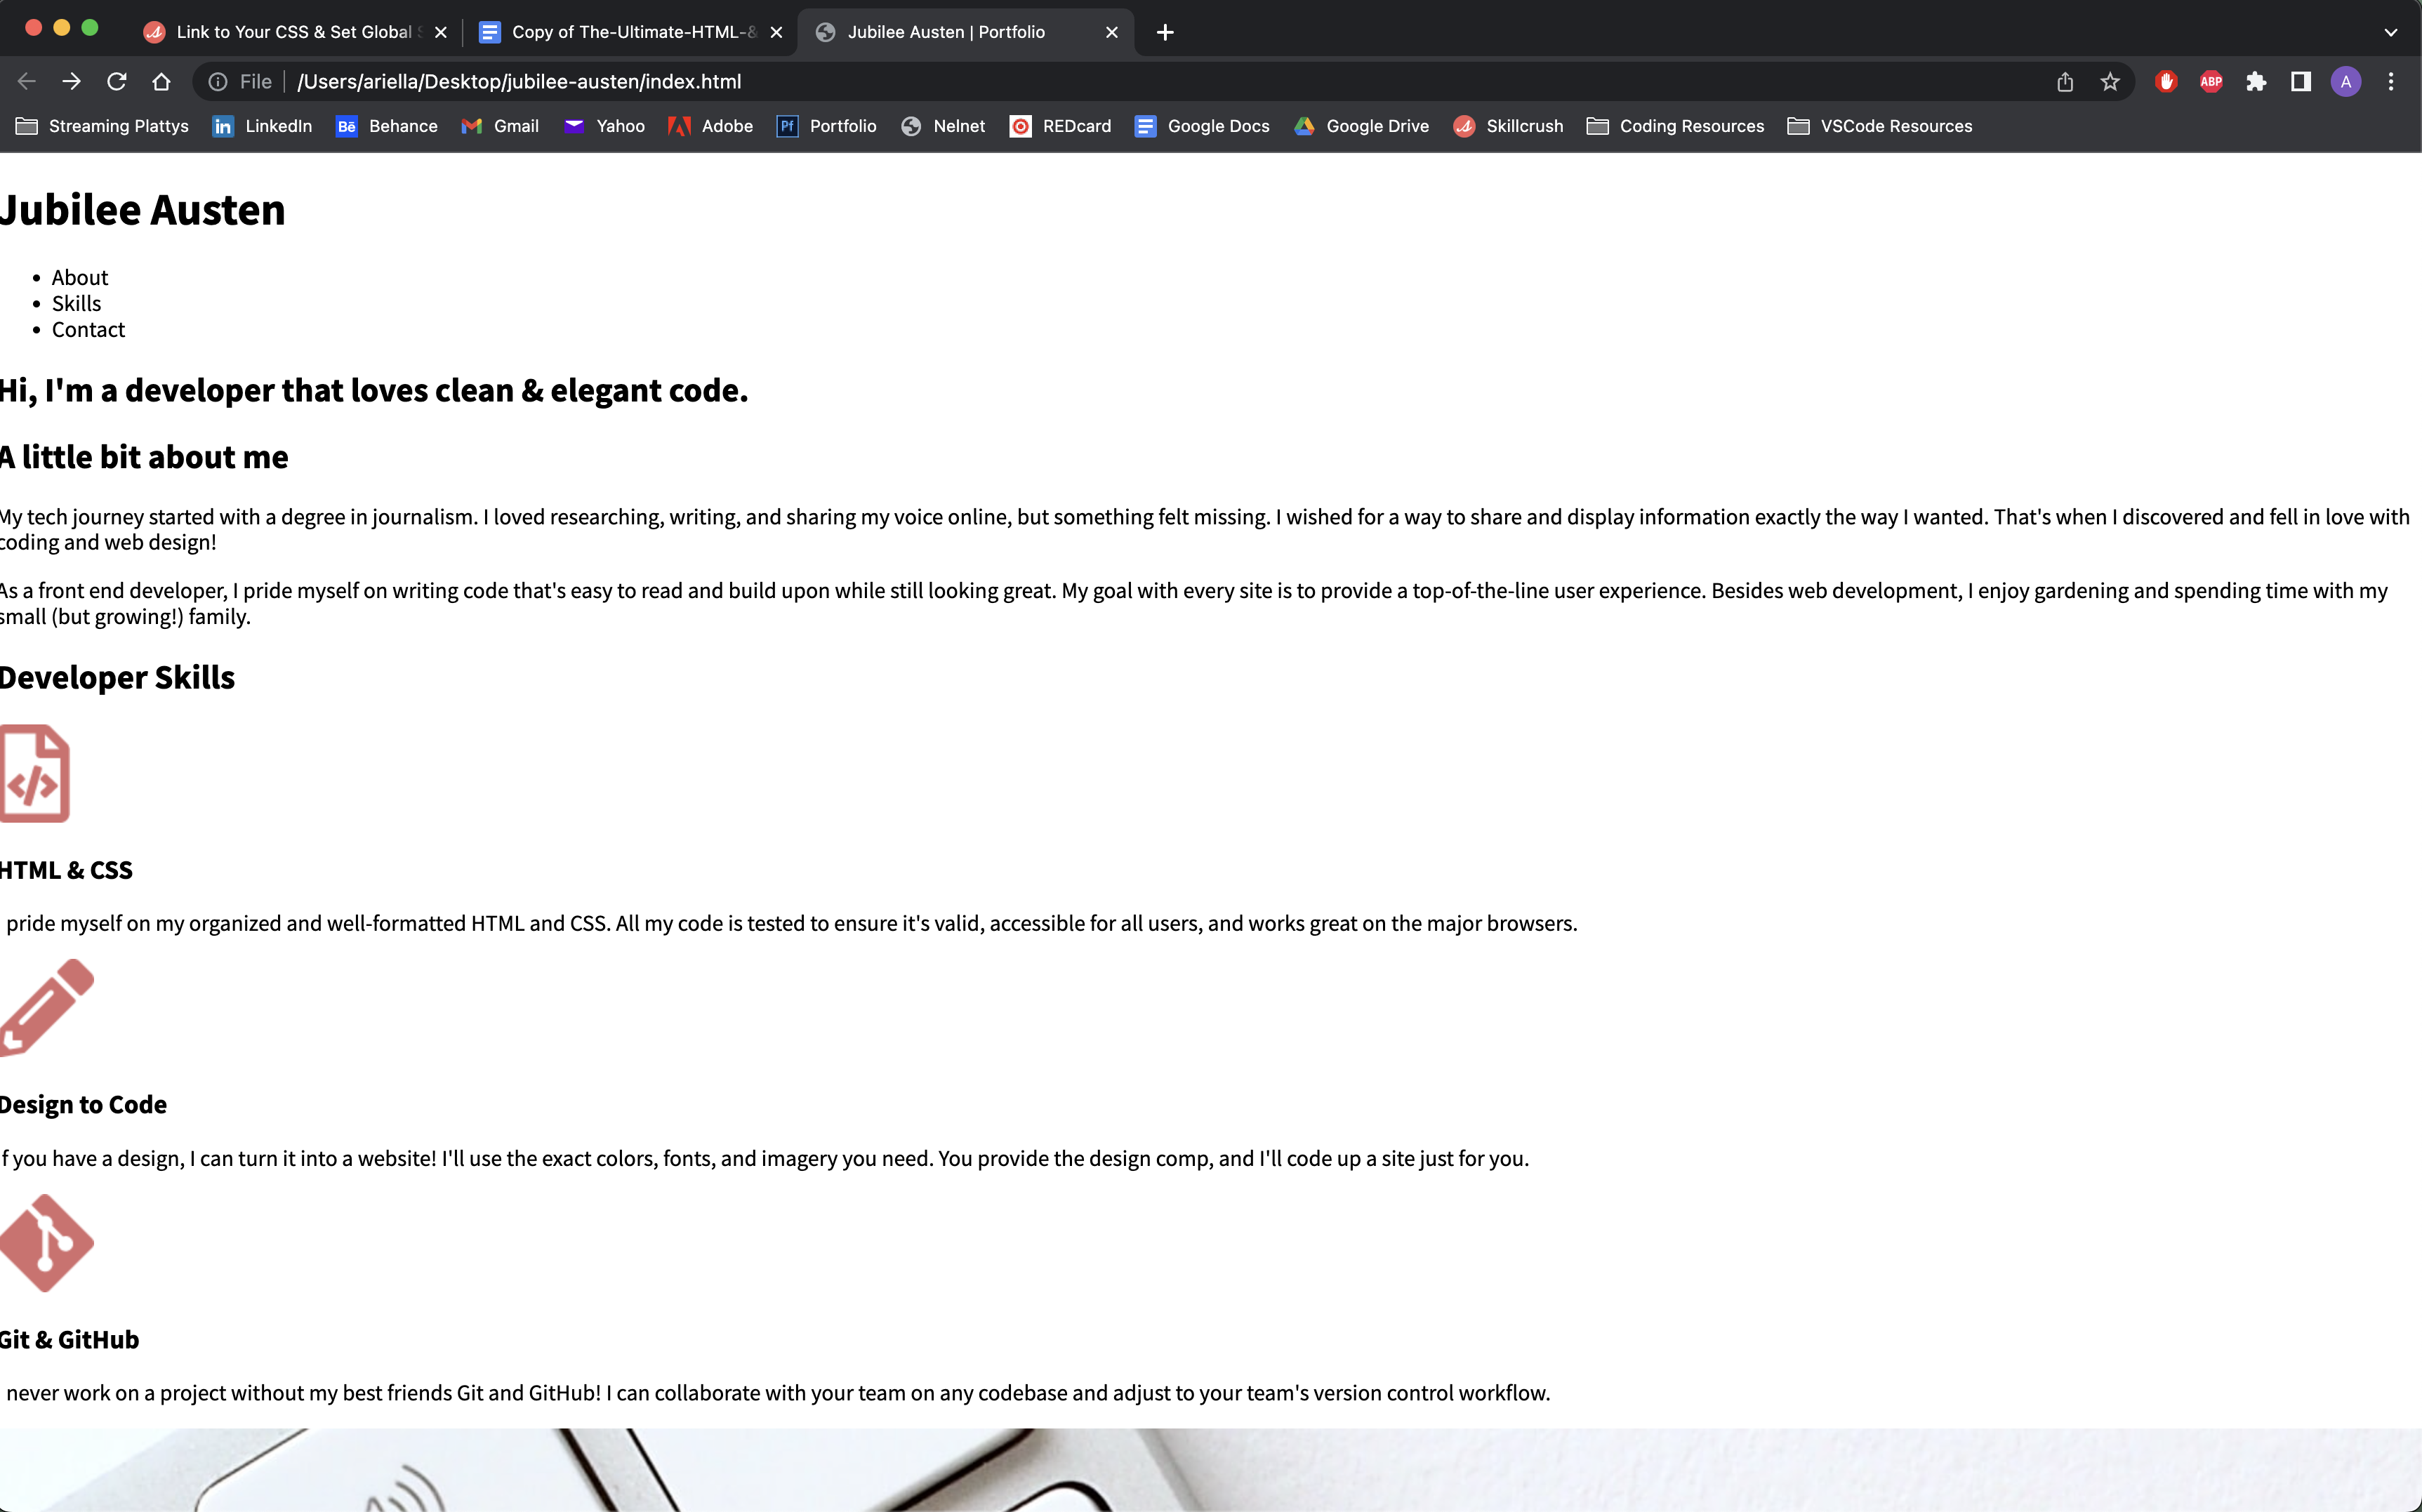 Link to Your CSS & Set Global S
Copy of The-Ultimate-HTML-&
Jubilee Austen | Portfolio
File
/Users/ariella/Desktop/jubilee-austen/index.html
ABP
A
Streaming Plattys
in
LinkedIn
Bē
Behance
Gmail
Yahoo
Adobe
Pf
Portfolio
Nelnet
REDcard
Google Docs
Google Drive
Skillcrush
Coding Resources
VSCode Resources
Jubilee Austen
• About
• Skills
• Contact
Hi, I'm a developer that loves clean & elegant code.
A little bit about me
My tech journey started with a degree in journalism. I loved researching, writing, and sharing my voice online, but something felt missing. I wished for a way to share and display information exactly the way I wanted. That's when I discovered and fell in love with
coding and web design!
As a front end developer, I pride myself on writing code that's easy to read and build upon while still looking great. My goal with every site is to provide a top-of-the-line user experience. Besides web development, I enjoy gardening and spending time with my
small (but growing!) family.
Developer Skills
</>
HTML & CSS
I pride myself on my organized and well-formatted HTML and CSS. All my code is tested to ensure it's valid, accessible for all users, and works great on the major browsers.
Design to Code
If you have a design, I can turn it into a website! I'll use the exact colors, fonts, and imagery you need. You provide the design comp, and I'll code up a site just for you.
Git & GitHub
I never work on a project without my best friends Git and GitHub! I can collaborate with your team on any codebase and adjust to your team's version control workflow.